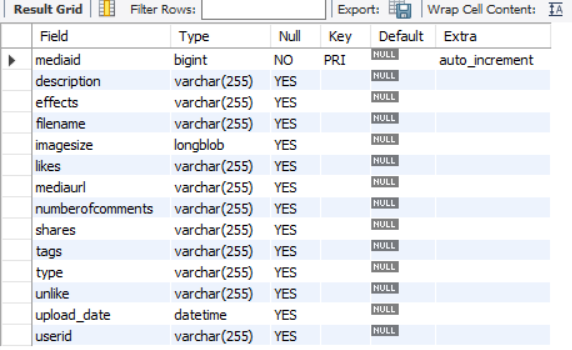 Result Grid Filter Rows: Export: Wrap Cell Content: IA
Field Type Null Key Default Extra
mediaid bigint NO PRI NULL auto_increment
description varchar(255) YES NULL
effects varchar(255) YES NULL
filename varchar(255) YES NULL
imagesize longblob YES NULL
likes varchar(255) YES NULL
mediaurl varchar(255) YES NULL
numberofcomments varchar(255) YES NULL
shares varchar(255) YES NULL
tags varchar(255) YES NULL
type varchar(255) YES NULL
unlike varchar(255) YES NULL
upload_date datetime YES NULL
userid varchar(255) YES NULL